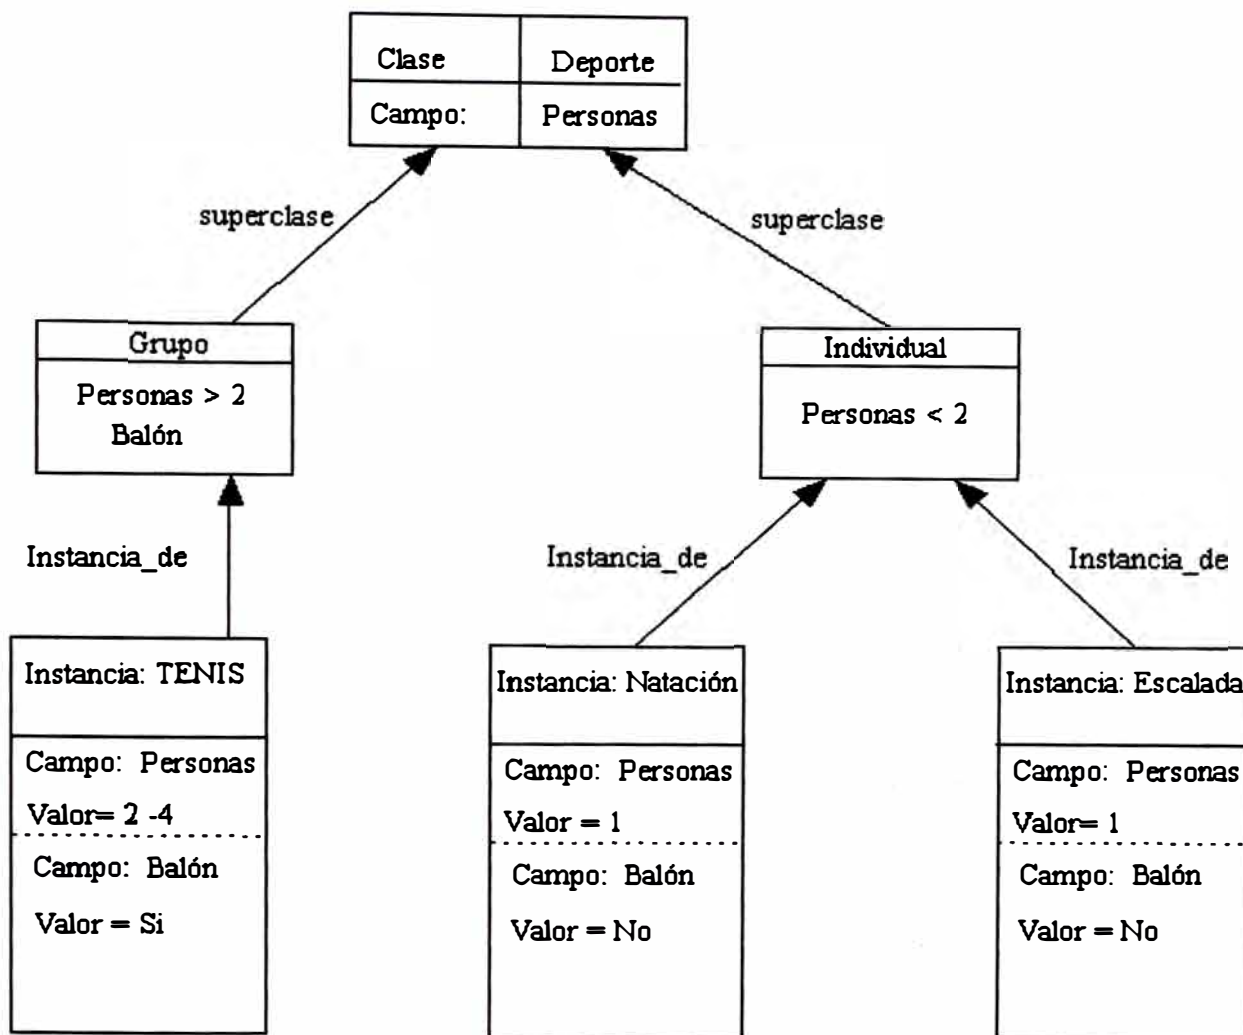 Clase Deporte
Campo: Personas
superclase
superclase
Grupo
Personas > 2
Balón
Individual
Personas < 2
Instancia_de
Instancia_de
Instancia_de
Instancia: TENIS
Campo: Personas
Valor= 2 -4
Campo: Balón
Valor = Si
Instancia: Natación
Campo: Personas
Valor = 1
Campo: Balón
Valor = No
Instancia: Escalada
Campo: Personas
Valor= 1
Campo: Balón
Valor = No